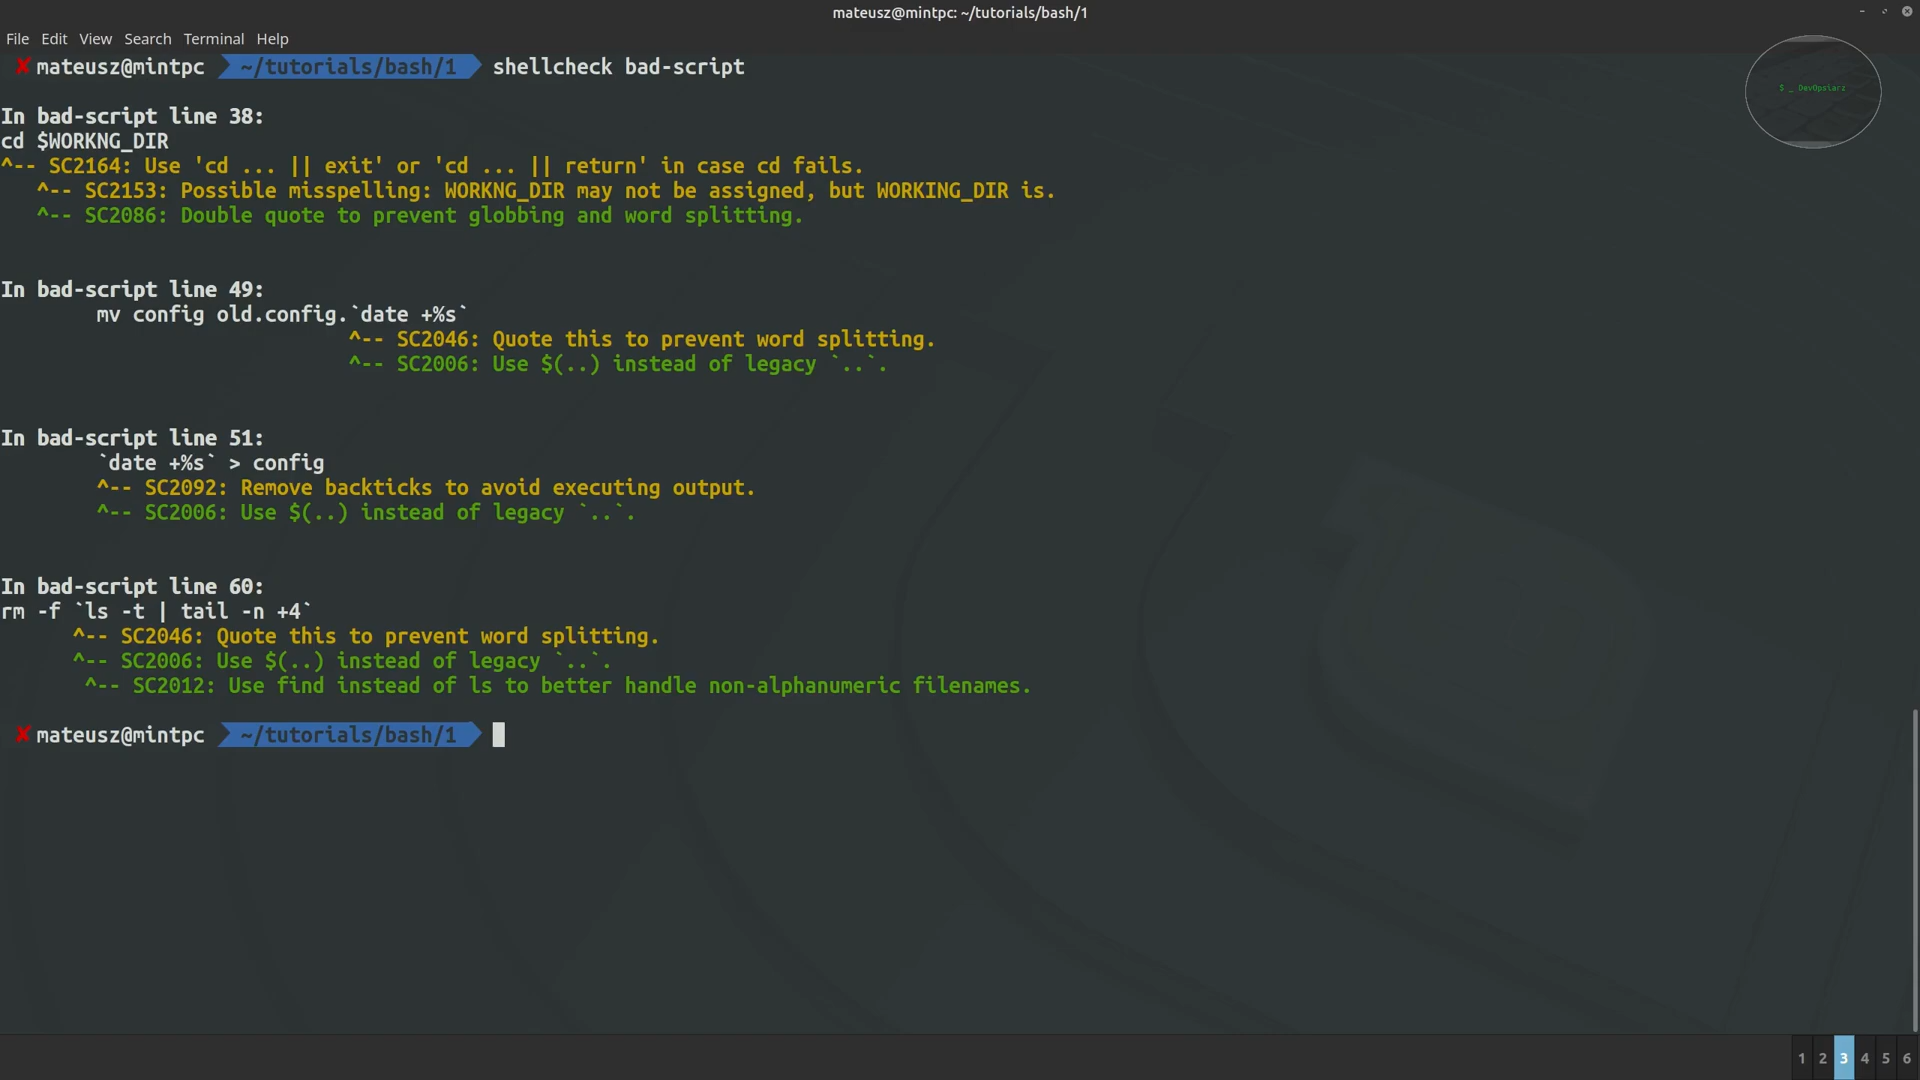 mateusz@mintpc: ~/tutorials/bash/1
File Edit View Search Terminal Help
✘ mateusz@mintpc ~/tutorials/bash/1 shellcheck bad-script
$ _ DevOpsiarz
In bad-script line 38:
cd $WORKNG_DIR
^-- SC2164: Use 'cd ... || exit' or 'cd ... || return' in case cd fails.
   ^-- SC2153: Possible misspelling: WORKNG_DIR may not be assigned, but WORKING_DIR is.
   ^-- SC2086: Double quote to prevent globbing and word splitting.
In bad-script line 49:
        mv config old.config.`date +%s`
                             ^-- SC2046: Quote this to prevent word splitting.
                             ^-- SC2006: Use $(..) instead of legacy `..`.
In bad-script line 51:
        `date +%s` > config
        ^-- SC2092: Remove backticks to avoid executing output.
        ^-- SC2006: Use $(..) instead of legacy `..`.
In bad-script line 60:
rm -f `ls -t | tail -n +4`
      ^-- SC2046: Quote this to prevent word splitting.
      ^-- SC2006: Use $(..) instead of legacy `..`.
       ^-- SC2012: Use find instead of ls to better handle non-alphanumeric filenames.
✘ mateusz@mintpc ~/tutorials/bash/1
1 2 3 4 5 6